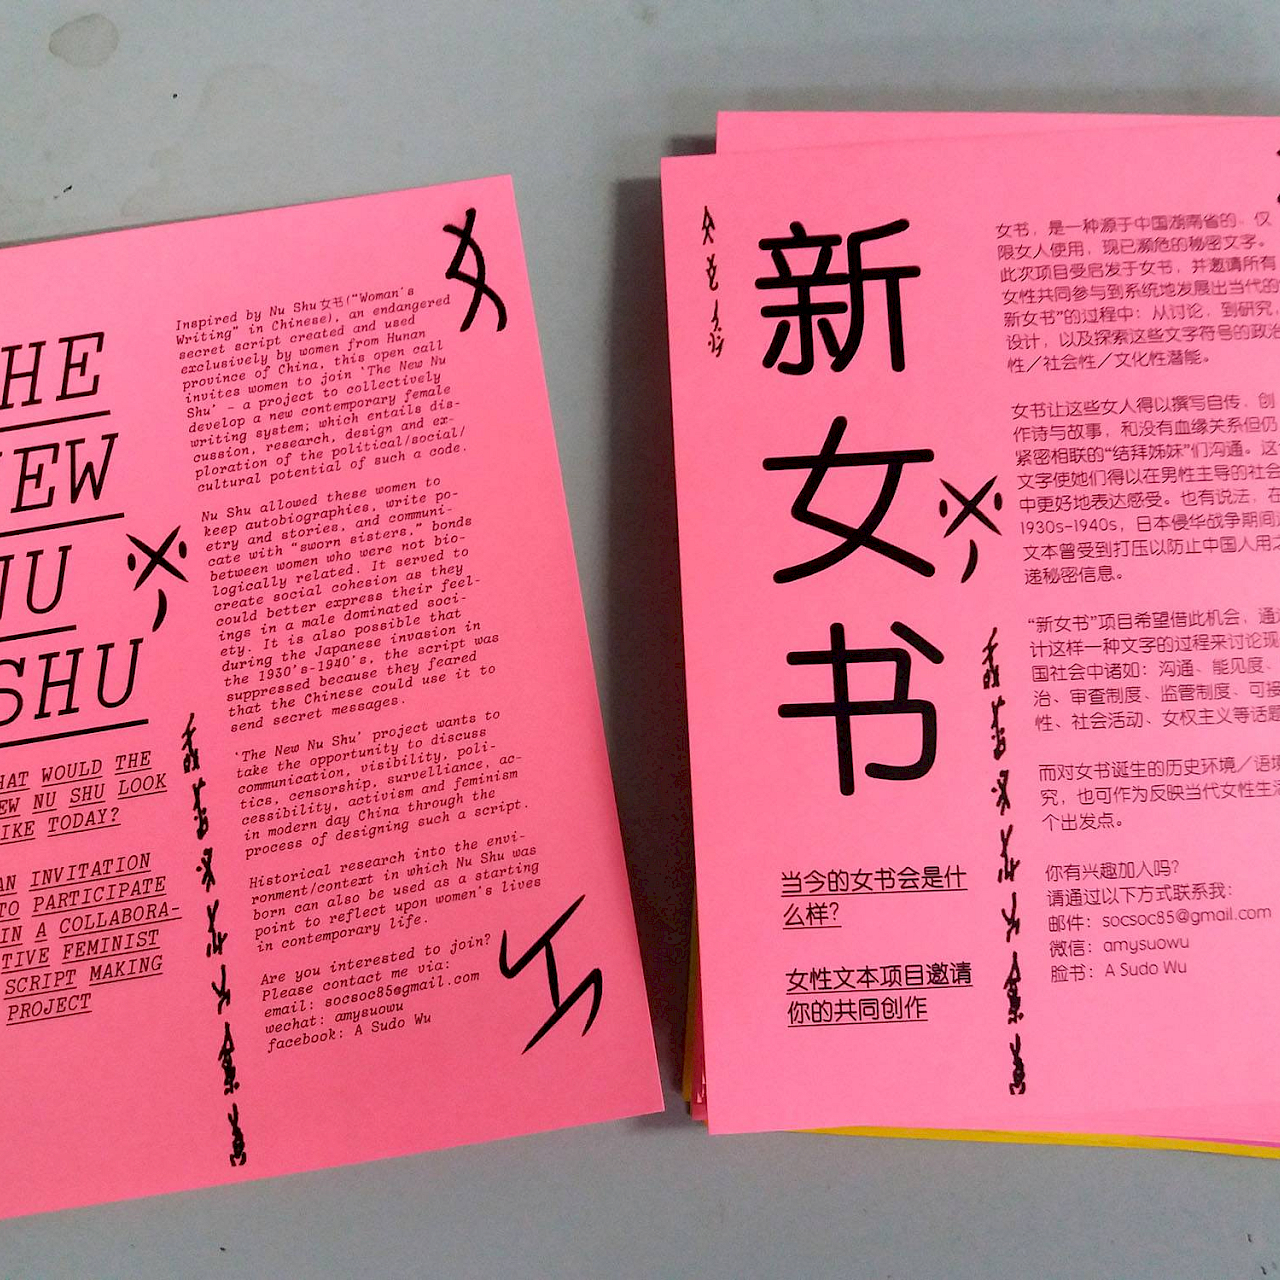 HE
EW
NU
SHU
HAT WOULD THE
EW NU SHU LOOK
IKE TODAY?
AN INVITATION
TO PARTICIPATE
IN A COLLABORA-
TIVE FEMINIST
SCRIPT MAKING
PROJECT
Inspired by Nu Shu 女书("Woman's
Writing" in Chinese), an endangered
secret script created and used
exclusively by women from Hunan
province of China, this open call
invites women to join 'The New Nu
Shu' – a project to collectively
develop a new contemporary female
writing system; which entails dis-
cussion, research, design and ex-
ploration of the political/social/
cultural potential of such a code.
Nu Shu allowed these women to
keep autobiographies, write po-
etry and stories, and communi-
cate with "sworn sisters," bonds
between women who were not bio-
logically related. It served to
create social cohesion as they
could better express their feel-
ings in a male dominated soci-
ety. It is also possible that
during the Japanese invasion in
the 1930's-1940's, the script was
suppressed because they feared
that the Chinese could use it to
send secret messages.
'The New Nu Shu' project wants to
take the opportunity to discuss
communication, visibility, poli-
tics, censorship, survelliance, ac-
cessibility, activism and feminism
in modern day China through the
process of designing such a script.
Historical research into the envi-
ronment/context in which Nu Shu was
born can also be used as a starting
point to reflect upon women's lives
in contemporary life.
Are you interested to join?
Please contact me via:
email: socsoc85@gmail.com
wechat: amysuowu
facebook: A Sudo Wu
新
女
书
当今的女书会是什
么样？
女性文本项目邀请
你的共同创作
女书，是一种源于中国湖南省的，仅
限女人使用，现已濒危的秘密文字。
此次项目受启发于女书，并邀请所有
女性共同参与到系统地发展出当代的
新女书"的过程中：从讨论，到研究，
设计，以及探索这些文字符号的政治
性／社会性／文化性潜能。
女书让这些女人得以撰写自传，创
作诗与故事，和没有血缘关系但仍
紧密相联的"结拜姊妹"们沟通。这
文字使她们得以在男性主导的社会
中更好地表达感受。也有说法，在
1930s-1940s，日本侵华战争期间
文本曾受到打压以防止中国人用之
递秘密信息。
"新女书"项目希望借此机会，通
计这样一种文字的过程来讨论现
国社会中诸如：沟通、能见度、
治、审查制度、监管制度、可接
性、社会活动、女权主义等话题
而对女书诞生的历史环境／语境
究，也可作为反映当代女性生活
个出发点。
你有兴趣加入吗？
请通过以下方式联系我：
邮件：socsoc85@gmail.com
微信：amysuowu
脸书：A Sudo Wu